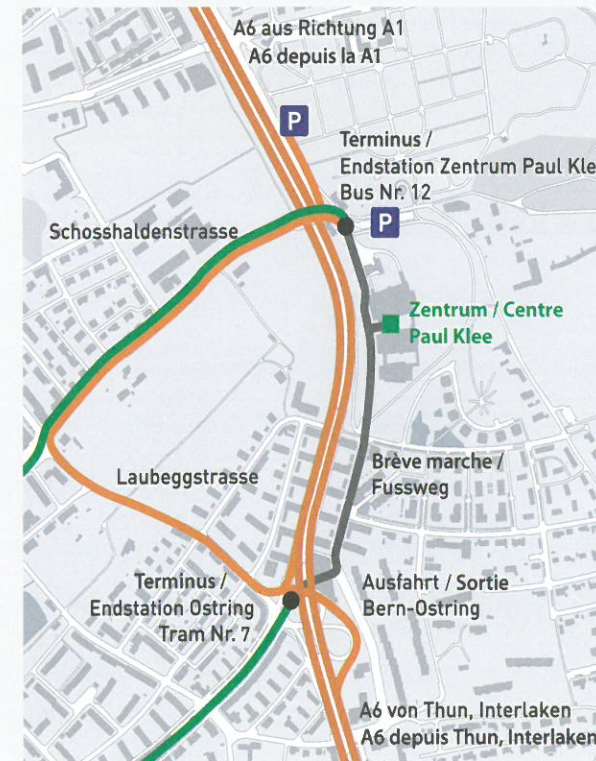 A6 aus Richtung A1
A6 depuis la A1
P
Terminus /
Endstation Zentrum Paul Kle
Bus Nr. 12
P
Schosshaldenstrasse
Zentrum / Centre
Paul Klee
Brève marche /
Fussweg
Laubeggstrasse
Terminus /
Endstation Ostring
Tram Nr. 7
Ausfahrt / Sortie
Bern-Ostring
A6 von Thun, Interlaken
A6 depuis Thun, Interlaken